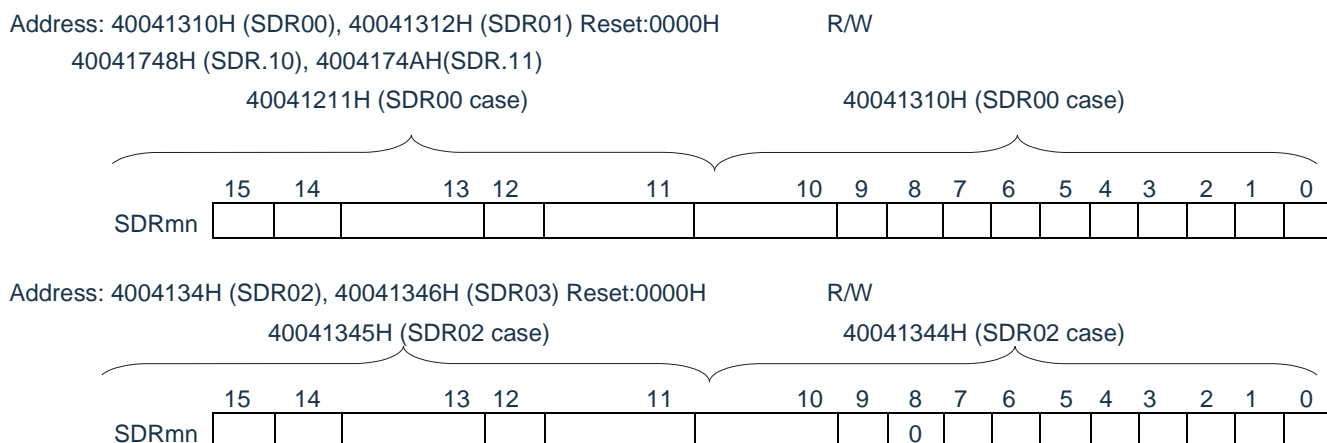 Address: 40041310H (SDR00), 40041312H (SDR01) Reset:0000H R/W
40041748H (SDR.10), 4004174AH(SDR.11)
40041211H (SDR00 case) 40041310H (SDR00 case)
15 14 13 12 11 10 9 8 7 6 5 4 3 2 1 0
SDRmn
Address: 4004134H (SDR02), 40041346H (SDR03) Reset:0000H R/W
40041345H (SDR02 case) 40041344H (SDR02 case)
15 14 13 12 11 10 9 8 7 6 5 4 3 2 1 0
SDRmn 0